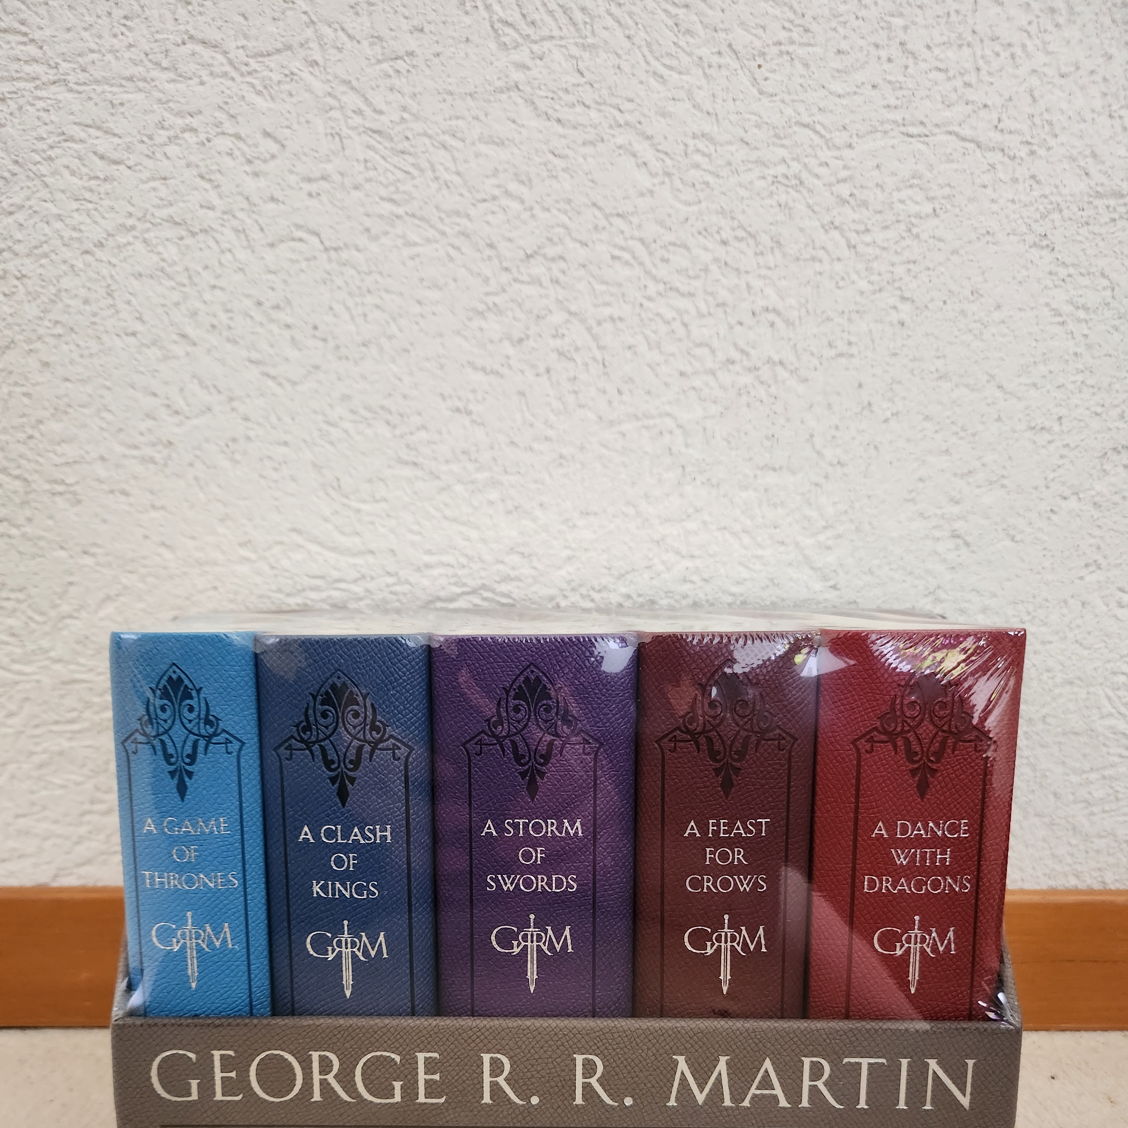 A GAME
OF
THRONES
GRRM
A CLASH
OF
KINGS
GRRM
A STORM
OF
SWORDS
GRRM
A FEAST
FOR
CROWS
GRRM
A DANCE
WITH
DRAGONS
GRRM
GEORGE R. R. MARTIN